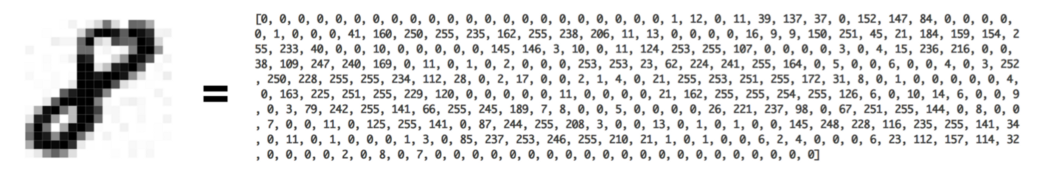 =
[0, 0, 0, 0, 0, 0, 0, 0, 0, 0, 0, 0, 0, 0, 0, 0, 0, 0, 0, 0, 1, 12, 0, 11, 39, 137, 37, 0, 152, 147, 84, 0, 0, 0, 0,
0, 1, 0, 0, 0, 41, 160, 250, 255, 235, 162, 255, 238, 206, 11, 13, 0, 0, 0, 0, 16, 9, 9, 150, 251, 45, 21, 184, 159, 154, 2
55, 233, 40, 0, 0, 10, 0, 0, 0, 0, 0, 145, 146, 3, 10, 0, 11, 124, 253, 255, 107, 0, 0, 0, 0, 3, 0, 4, 15, 236, 216, 0, 0,
38, 109, 247, 240, 169, 0, 11, 0, 1, 0, 2, 0, 0, 0, 253, 253, 23, 62, 224, 241, 255, 164, 0, 5, 0, 0, 6, 0, 0, 4, 0, 3, 252
, 250, 228, 255, 255, 234, 112, 28, 0, 2, 17, 0, 0, 2, 1, 4, 0, 21, 255, 253, 251, 255, 172, 31, 8, 0, 1, 0, 0, 0, 0, 0, 4,
0, 163, 225, 251, 255, 229, 120, 0, 0, 0, 0, 0, 11, 0, 0, 0, 0, 21, 162, 255, 255, 254, 255, 126, 6, 0, 10, 14, 6, 0, 0, 9
, 0, 3, 79, 242, 255, 141, 66, 255, 245, 189, 7, 8, 0, 0, 5, 0, 0, 0, 0, 26, 221, 237, 98, 0, 67, 251, 255, 144, 0, 8, 0, 0
, 7, 0, 0, 11, 0, 125, 255, 141, 0, 87, 244, 255, 208, 3, 0, 0, 13, 0, 1, 0, 1, 0, 0, 145, 248, 228, 116, 235, 255, 141, 34
, 0, 11, 0, 1, 0, 0, 0, 1, 3, 0, 85, 237, 253, 246, 255, 210, 21, 1, 0, 1, 0, 0, 6, 2, 4, 0, 0, 0, 6, 23, 112, 157, 114, 32
, 0, 0, 0, 0, 2, 0, 8, 0, 7, 0, 0, 0, 0, 0, 0, 0, 0, 0, 0, 0, 0, 0, 0, 0, 0, 0, 0, 0]